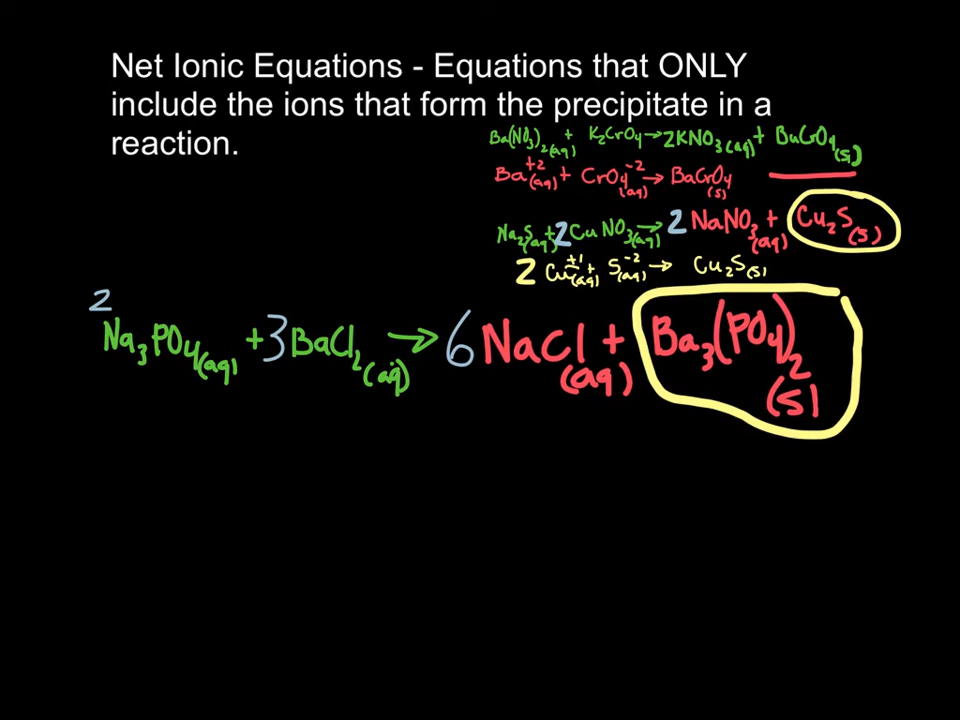 Net Ionic Equations - Equations that ONLY
include the ions that form the precipitate in a
reaction.
Ba(NO₃)₂(aq) + K₂CrO₄ → 2KNO₃(aq) + BaCrO₄(s)
Ba⁺²(aq) + CrO₄⁻²(aq) → BaCrO₄(s)
Na₂S(aq) + 2CuNO₃(aq) → 2NaNO₃(aq) + Cu₂S(s)
2Cu⁺¹(aq) + S⁻²(aq) → Cu₂S(s)
2Na₃PO₄(aq) + 3BaCl₂(aq) → 6NaCl(aq) + Ba₃(PO₄)₂(s)